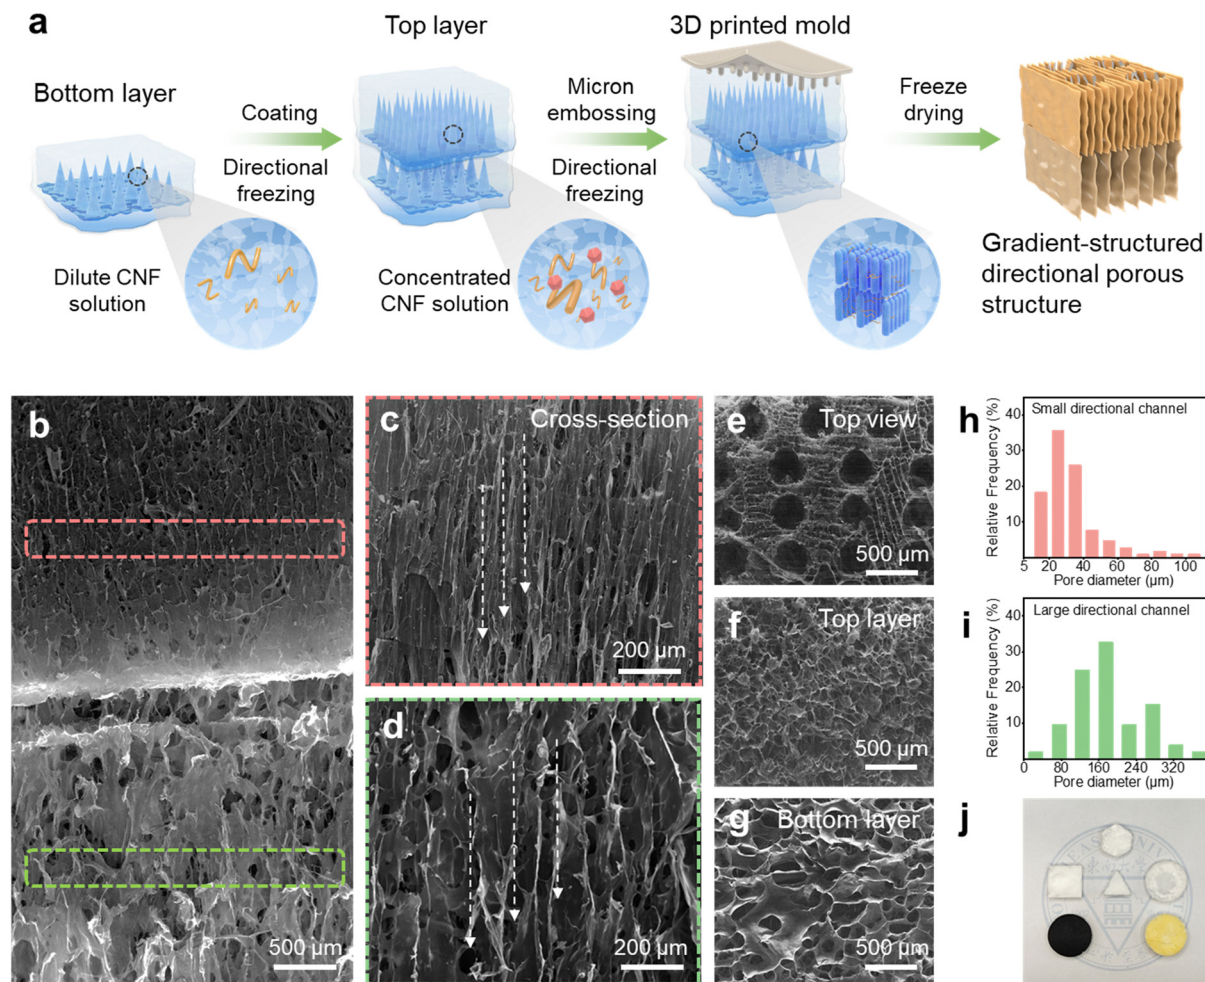 a
Bottom layer
Top layer
3D printed mold
Coating
Directional
freezing
Micron
embossing
Directional
freezing
Freeze
drying
Dilute CNF
solution
Concentrated
CNF solution
Gradient-structured
directional porous
structure
b
500 µm
c
Cross-section
200 µm
d
200 µm
e
Top view
500 µm
f
Top layer
500 µm
g
Bottom layer
500 µm
h
Small directional channel
Relative Frequency (%)
40
30
20
10
5 20 40 60 80 100
Pore diameter (µm)
i
Large directional channel
Relative Frequency (%)
40
30
20
10
0 80 160 240 320
Pore diameter (µm)
j